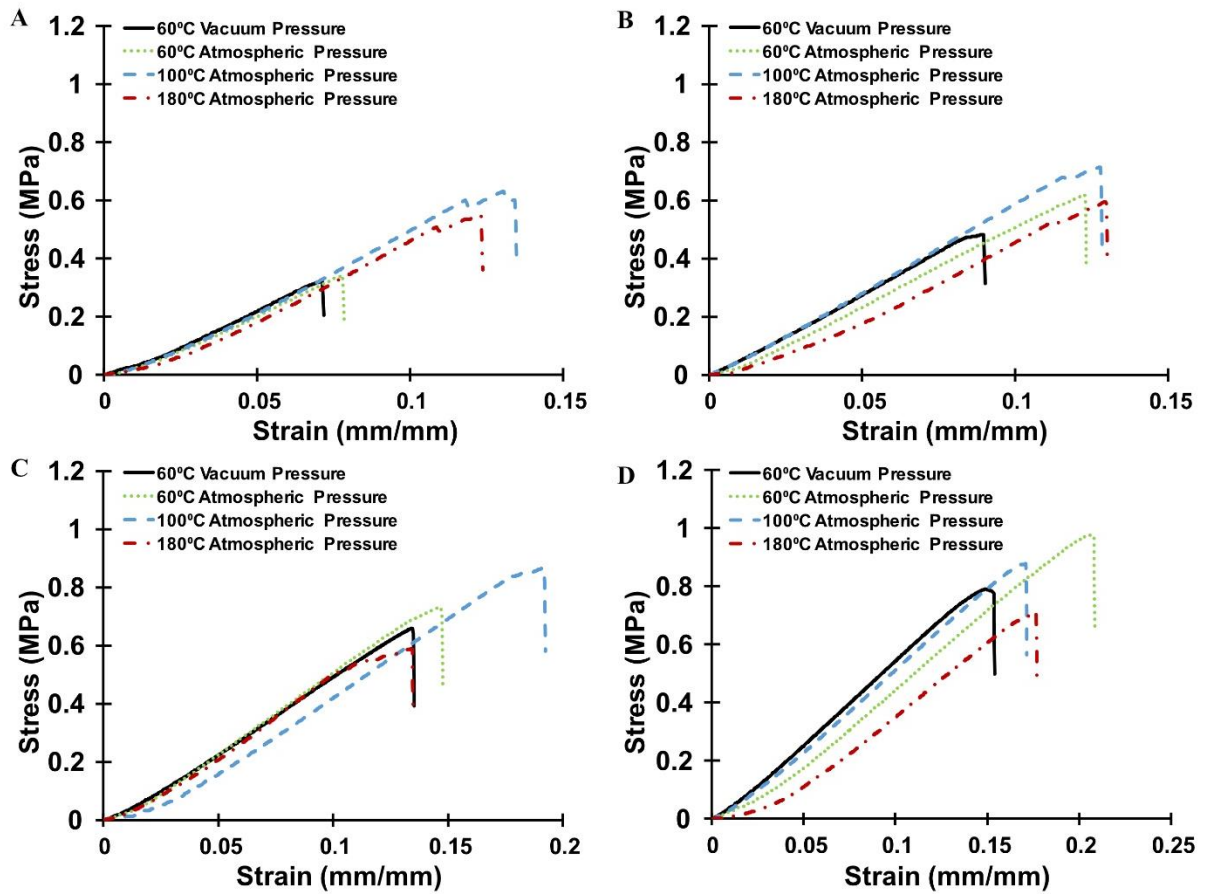 A
60ºC Vacuum Pressure
60ºC Atmospheric Pressure
100ºC Atmospheric Pressure
180ºC Atmospheric Pressure
Stress (MPa)
1.2
1
0.8
0.6
0.4
0.2
0
0 0.05 0.1 0.15
Strain (mm/mm)
B
60ºC Vacuum Pressure
60ºC Atmospheric Pressure
100ºC Atmospheric Pressure
180ºC Atmospheric Pressure
Stress (MPa)
1.2
1
0.8
0.6
0.4
0.2
0
0 0.05 0.1 0.15
Strain (mm/mm)
C
60ºC Vacuum Pressure
60ºC Atmospheric Pressure
100ºC Atmospheric Pressure
180ºC Atmospheric Pressure
Stress (MPa)
1.2
1
0.8
0.6
0.4
0.2
0
0 0.05 0.1 0.15 0.2
Strain (mm/mm)
D
60ºC Vacuum Pressure
60ºC Atmospheric Pressure
100ºC Atmospheric Pressure
180ºC Atmospheric Pressure
Stress (MPa)
1.2
1
0.8
0.6
0.4
0.2
0
0 0.05 0.1 0.15 0.2 0.25
Strain (mm/mm)